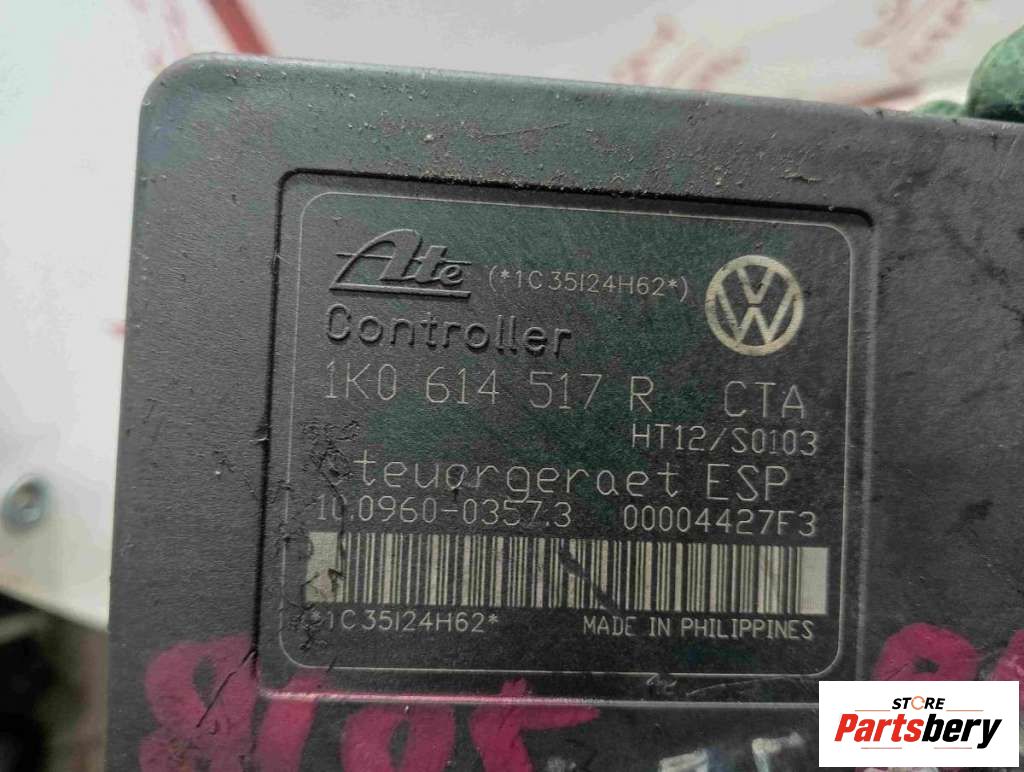 Ate (*1C35I24H62*)
Controller
1K0 614 517 R CTA
HT12/S0103
Steuergeraet ESP
10.0960-0357.3 00004427F3
*1C35I24H62* MADE IN PHILIPPINES
STORE
Partsbery